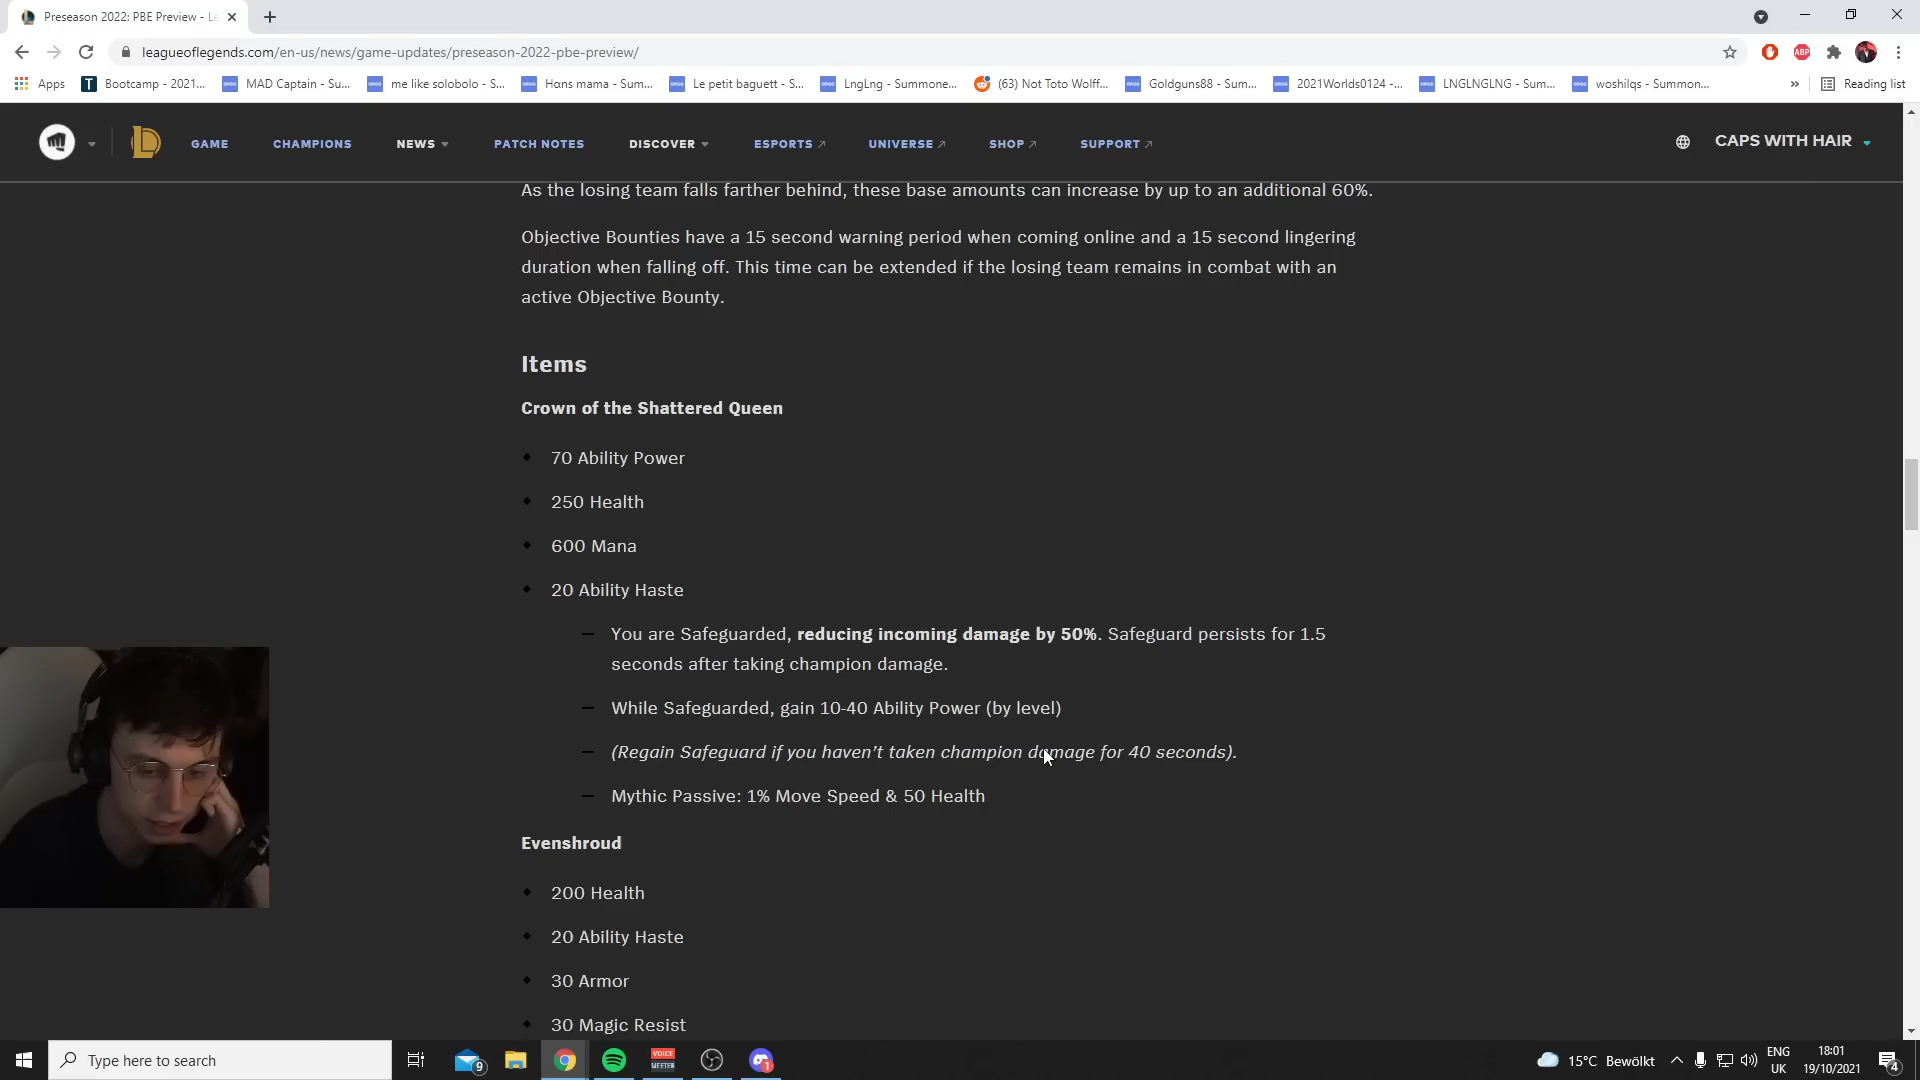 Preseason 2022: PBE Preview - Le
leagueoflegends.com/en-us/news/game-updates/preseason-2022-pbe-preview/
ABP
Apps
T
Bootcamp - 2021...
MAD Captain - Su...
me like solobolo - S...
Hans mama - Sum...
Le petit baguett - S...
LngLng - Summone...
(63) Not Toto Wolff...
Goldguns88 - Sum...
2021Worlds0124 -...
LNGLNGLNG - Sum...
woshilqs - Summon...
»
Reading list
GAME
CHAMPIONS
NEWS
PATCH NOTES
DISCOVER
ESPORTS
UNIVERSE
SHOP
SUPPORT
CAPS WITH HAIR
As the losing team falls farther behind, these base amounts can increase by up to an additional 60%.
Objective Bounties have a 15 second warning period when coming online and a 15 second lingering
duration when falling off. This time can be extended if the losing team remains in combat with an
active Objective Bounty.
Items
Crown of the Shattered Queen
70 Ability Power
250 Health
600 Mana
20 Ability Haste
You are Safeguarded, reducing incoming damage by 50%. Safeguard persists for 1.5
seconds after taking champion damage.
While Safeguarded, gain 10-40 Ability Power (by level)
(Regain Safeguard if you haven't taken champion damage for 40 seconds).
Mythic Passive: 1% Move Speed & 50 Health
Evenshroud
200 Health
20 Ability Haste
30 Armor
30 Magic Resist
Type here to search
9
VOICE
MEETER
1
15°C Bewölkt
ENG
UK
18:01
19/10/2021
4